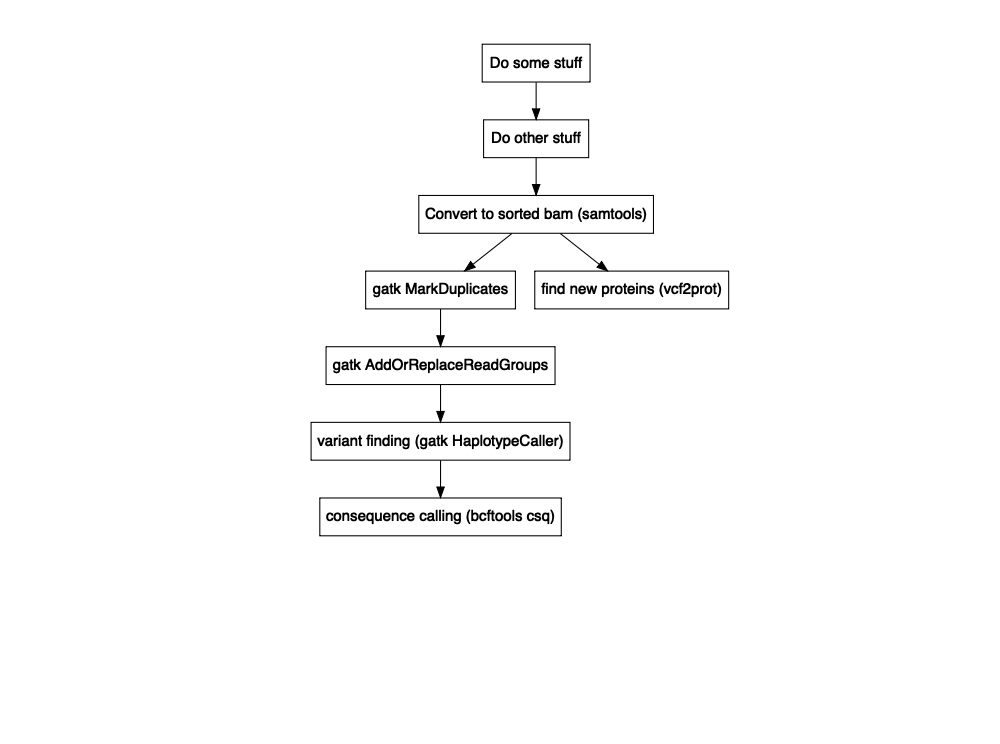 Do some stuff
Do other stuff
Convert to sorted bam (samtools)
gatk MarkDuplicates
find new proteins (vcf2prot)
gatk AddOrReplaceReadGroups
variant finding (gatk HaplotypeCaller)
consequence calling (bcftools csq)